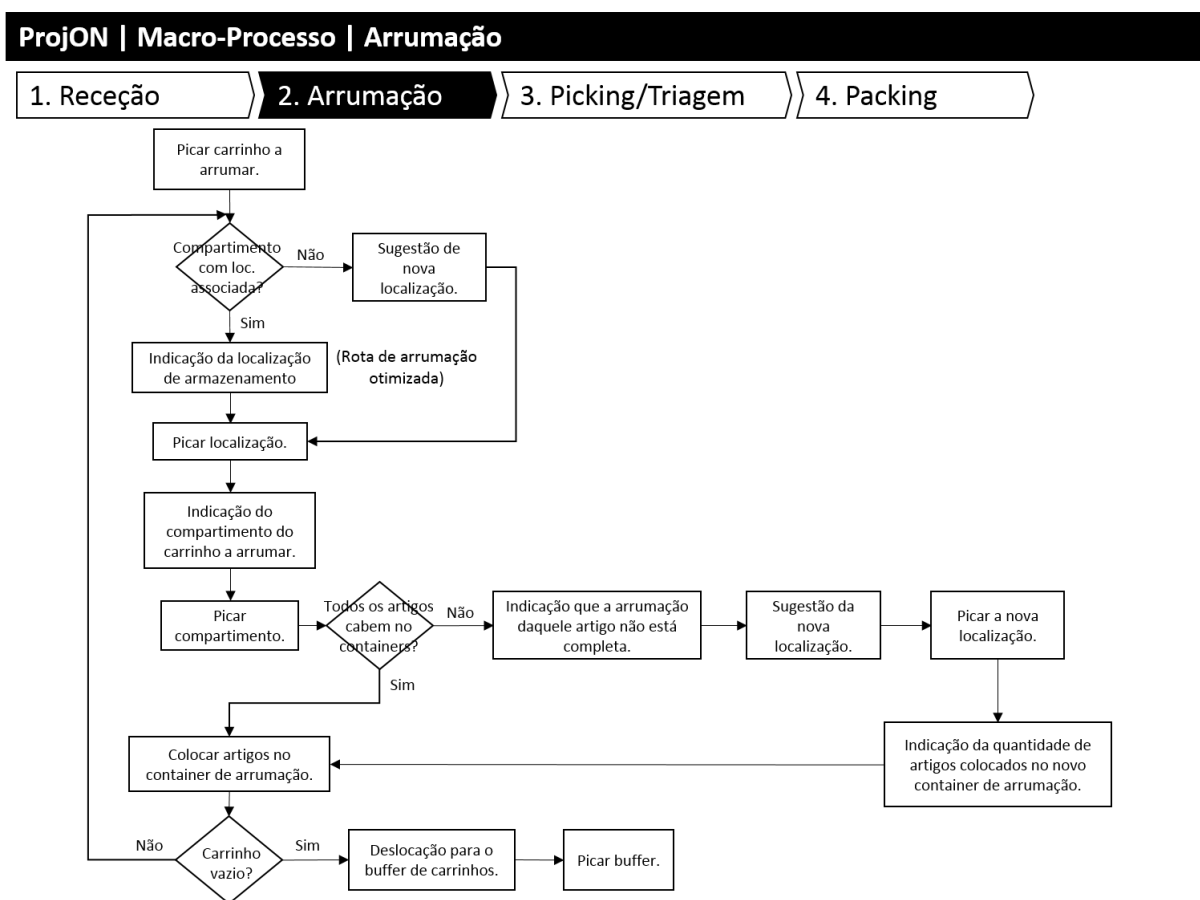 ProjON | Macro-Processo | Arrumação
1. Receção
2. Arrumação
3. Picking/Triagem
4. Packing
Picar carrinho a
arrumar.
Compartimento
com loc.
associada?
Não
Sugestão de
nova
localização.
Sim
Indicação da localização
de armazenamento
(Rota de arrumação
otimizada)
Picar localização.
Indicação do
compartimento do
carrinho a arrumar.
Picar
compartimento.
Todos os artigos
cabem no
containers?
Não
Indicação que a arrumação
daquele artigo não está
completa.
Sugestão da
nova
localização.
Picar a nova
localização.
Sim
Colocar artigos no
container de arrumação.
Indicação da quantidade de
artigos colocados no novo
container de arrumação.
Não
Carrinho
vazio?
Sim
Deslocação para o
buffer de carrinhos.
Picar buffer.